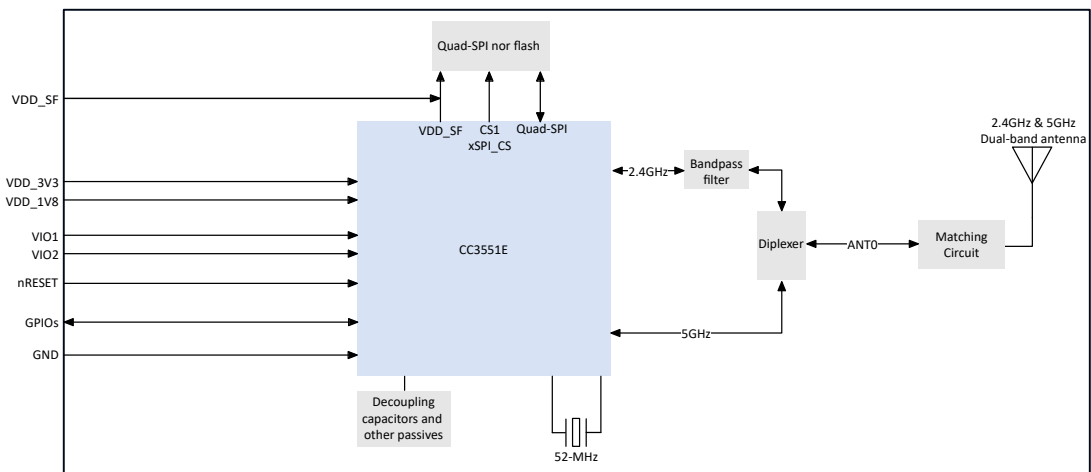 Quad-SPI nor flash
VDD_SF
VDD_SF
CS1
xSPI_CS
Quad-SPI
2.4GHz & 5GHz
Dual-band antenna
VDD_3V3
VDD_1V8
2.4GHz
Bandpass
filter
VIO1
VIO2
CC3551E
Diplexer
ANT0
Matching
Circuit
nRESET
GPIOs
5GHz
GND
Decoupling
capacitors and
other passives
52-MHz